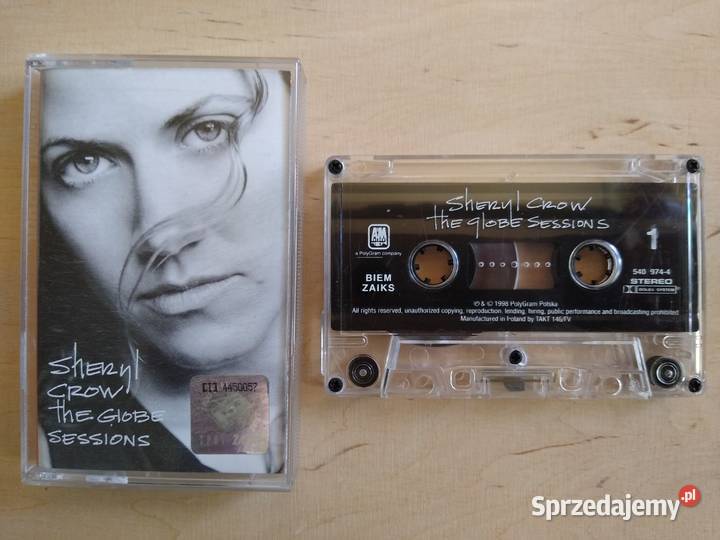 Sheryl
Crow
the Globe
Sessions
CII 4450057
Sheryl Crow
the Globe Sessions
1
A&M
a PolyGram company
BIEM
ZAIKS
540 974-4
STEREO
DOLBY SYSTEM
℗ & © 1998 PolyGram Polska
All rights reserved, unauthorized copying, reproduction, lending, hiring, public performance and broadcasting prohibited
Manufactured in Poland by TAKT 146/FV
Sprzedajemy.pl